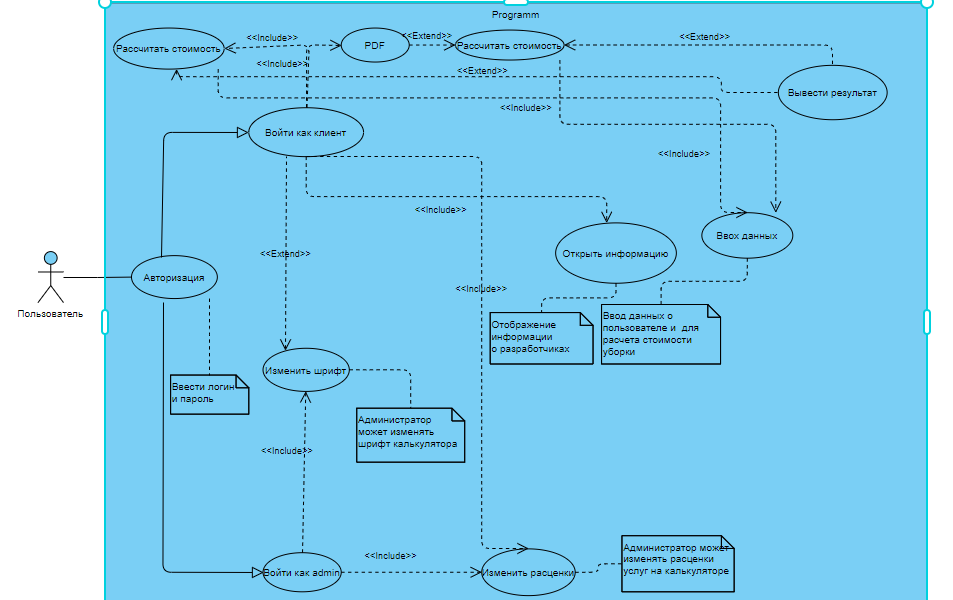 Programm
<<Include>>
<<Extend>>
<<Extend>>
Рассчитать стоимость
PDF
Рассчитать стоимость
<<Include>>
<<Extend>>
Вывести результат
<<Include>>
Войти как клиент
<<Include>>
<<Include>>
Ввох данных
<<Extend>>
Открыть информацию
Авторизация
<<Include>>
Пользователь
Отображение
информации
о разработчиках
Ввод данных о
пользователе и для
расчета стоимости
уборки
Изменить шрифт
Ввести логин
и пароль
Администратор
может изменять
шрифт калькулятора
<<Include>>
<<Include>>
Войти как admin
Изменить расценки
Администратор может
изменять расценки
услуг на калькуляторе